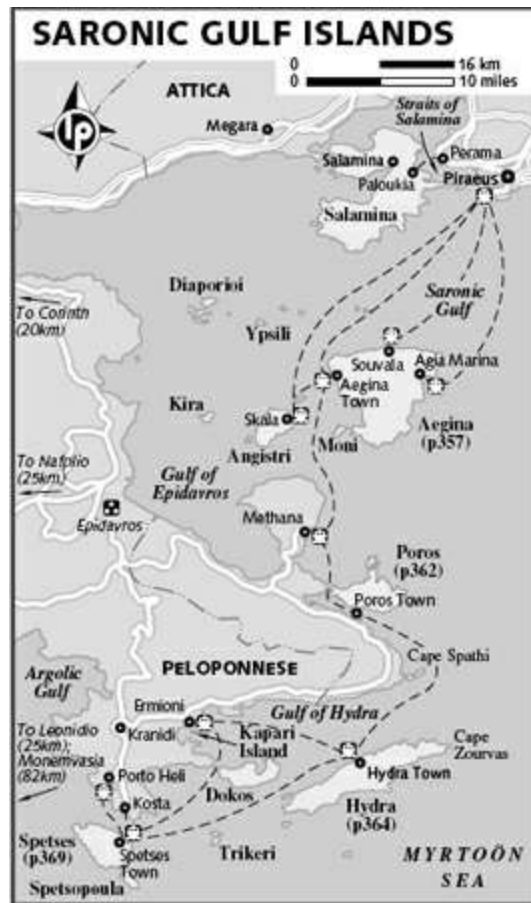 SARONIC GULF ISLANDS
0 16 km
0 10 miles
ATTICA
Straits of
Salamina
Megara
Perama
Salamina
Paloukia
Piraeus
Salamina
lp
Diaporioi
To Corinth
(20km)
Saronic
Gulf
Ypsili
Souvala
Agia Marina
Aegina
Town
Kira
Skala
Aegina
(p357)
Moni
Angistri
To Nafplio
(25km)
Gulf of
Epidavros
Epidavros
Methana
Poros
(p362)
Poros Town
PELOPONNESE
Cape Spathi
Argolic
Gulf
Ermioni
Gulf of Hydra
To Leonidio
(25km);
Monemvasia
(82km)
Kranidi
Kapari
Island
Cape
Zourvas
Porto Heli
Hydra Town
Dokos
Kosta
Hydra
(p364)
Spetses
(p369)
Spetses
Town
Trikeri
MYRTOÖN
SEA
Spetsopoula